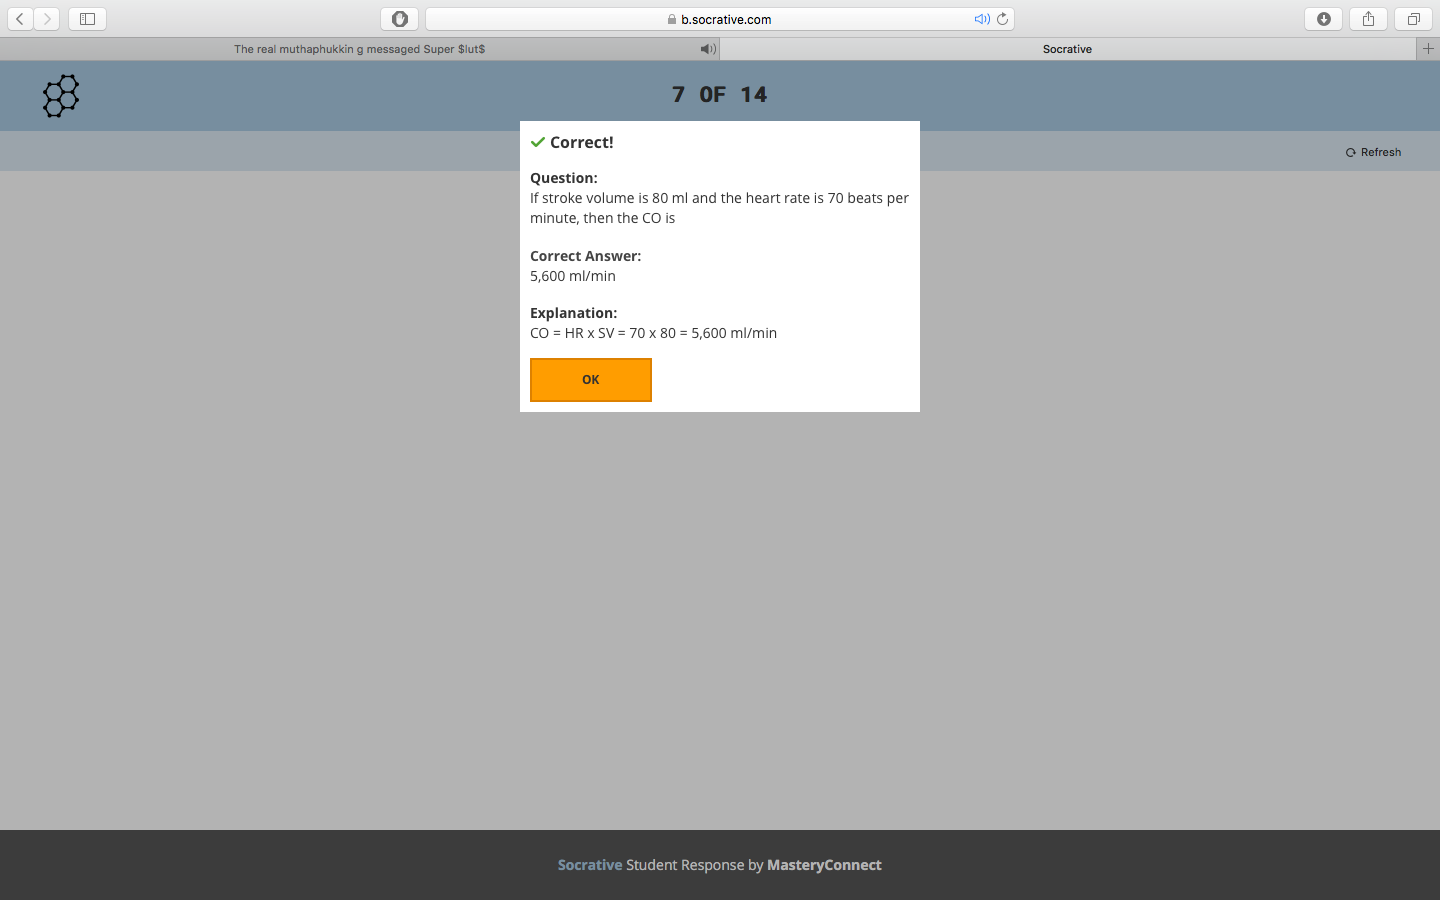 b.socrative.com
The real muthaphukkin g messaged Super $lut$
Socrative
7 OF 14
Refresh
Correct!
Question:
If stroke volume is 80 ml and the heart rate is 70 beats per
minute, then the CO is
Correct Answer:
5,600 ml/min
Explanation:
CO = HR x SV = 70 x 80 = 5,600 ml/min
OK
Socrative Student Response by MasteryConnect